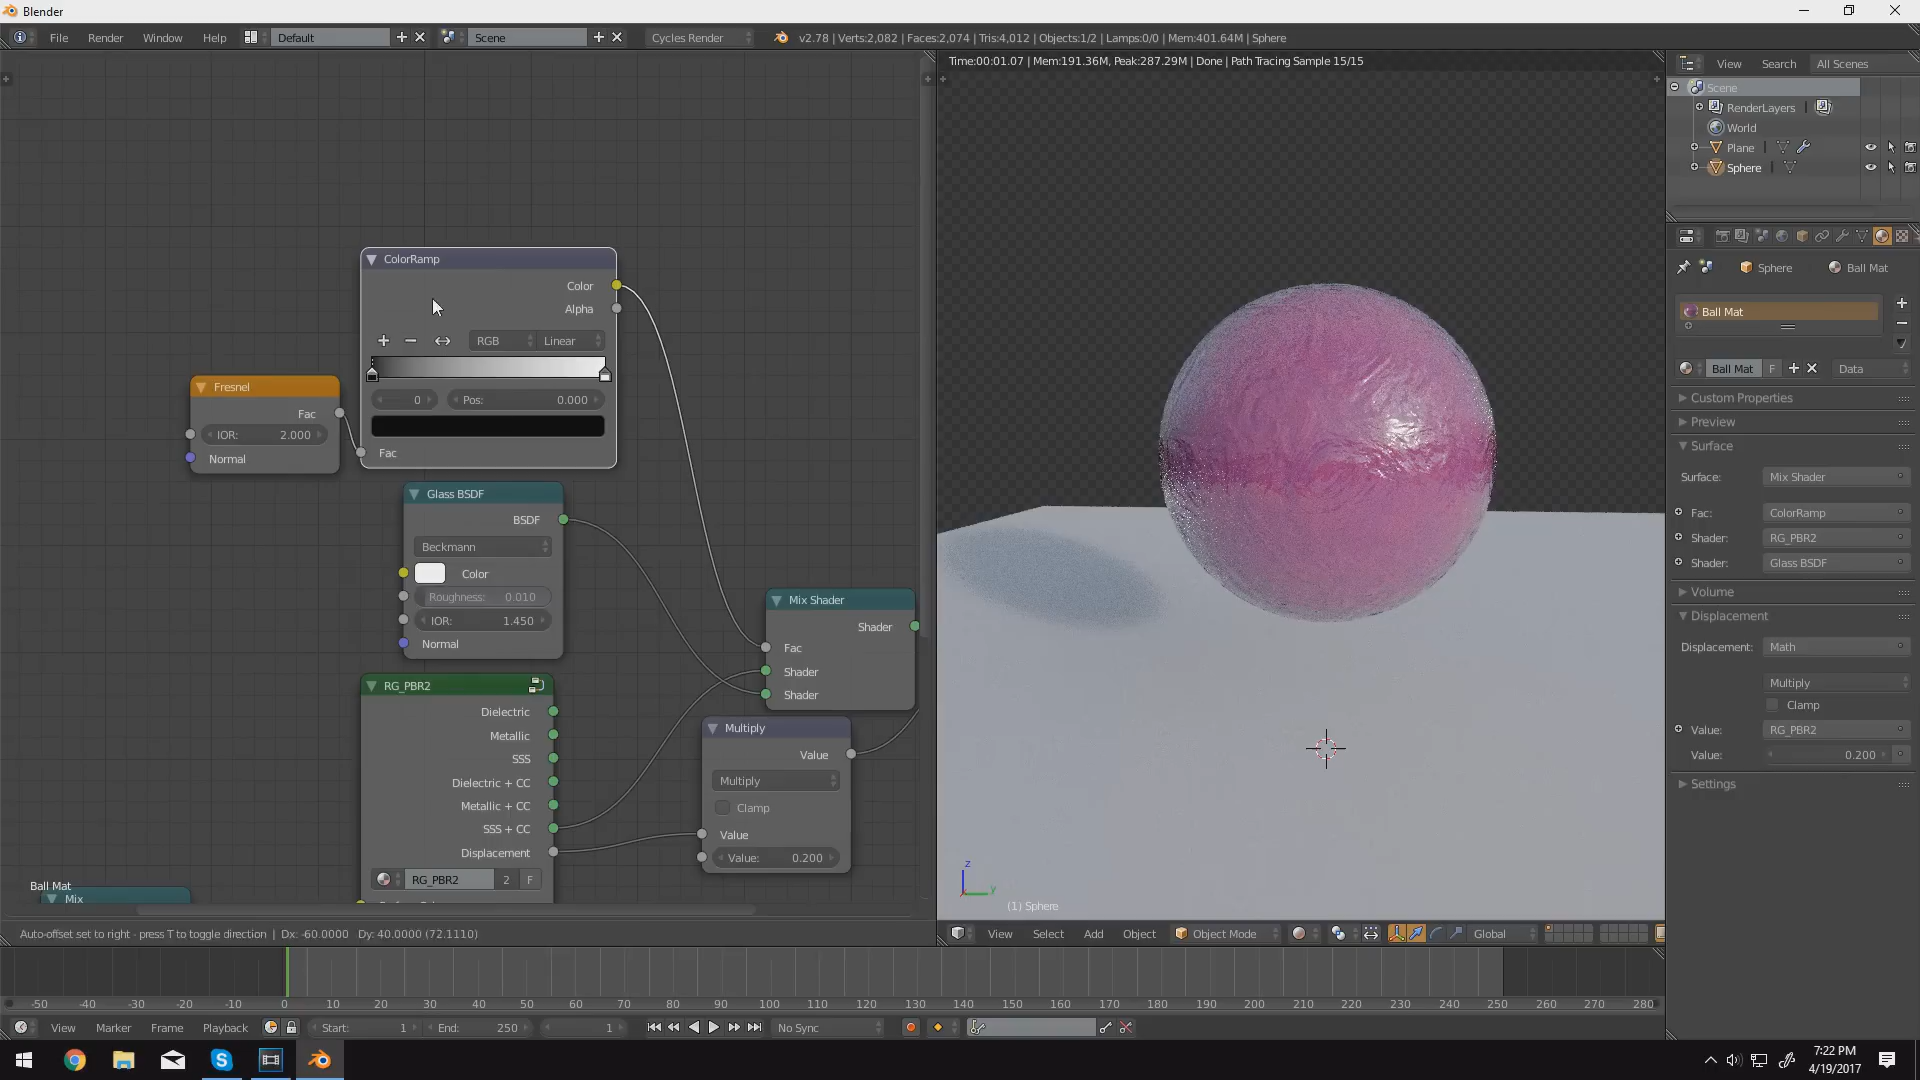 Blender
File Render Window Help Default Scene Cycles Render v2.78 | Verts:2,082 | Faces:2,074 | Tris:4,012 | Objects:1/2 | Lamps:0/0 | Mem:401.64M | Sphere
Time:00:01.07 | Mem:191.36M, Peak:287.29M | Done | Path Tracing Sample 15/15
View Search All Scenes
Scene
RenderLayers
World
Plane
Sphere
ColorRamp
Color
Alpha
RGB Linear
0 Pos: 0.000
Fac
Fresnel
Fac
IOR: 2.000
Normal
Glass BSDF
BSDF
Beckmann
Color
Roughness: 0.010
IOR: 1.450
Normal
Mix Shader
Shader
Fac
Shader
Shader
RG_PBR2
Dielectric
Metallic
SSS
Dielectric + CC
Metallic + CC
SSS + CC
Displacement
RG_PBR2 2 F
Multiply
Value
Multiply
Clamp
Value
Value: 0.200
Ball Mat
Mix
Auto-offset set to right - press T to toggle direction | Dx: -60.0000 Dy: 40.0000 (72.1110)
z
y
(1) Sphere
View Select Add Object Object Mode Global
Sphere Ball Mat
Ball Mat
Ball Mat F Data
Custom Properties
Preview
Surface
Surface: Mix Shader
Fac: ColorRamp
Shader: RG_PBR2
Shader: Glass BSDF
Volume
Displacement
Displacement: Math
Multiply
Clamp
Value: RG_PBR2
Value: 0.200
Settings
-50 -40 -30 -20 -10 0 10 20 30 40 50 60 70 80 90 100 110 120 130 140 150 160 170 180 190 200 210 220 230 240 250 260 270 280
View Marker Frame Playback Start: 1 End: 250 1 No Sync
7:22 PM
4/19/2017